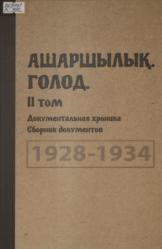 АШАРШЫЛЫҚ.
ГОЛОД.
II том
Документальная хроника
Сборник документов
1928-1934